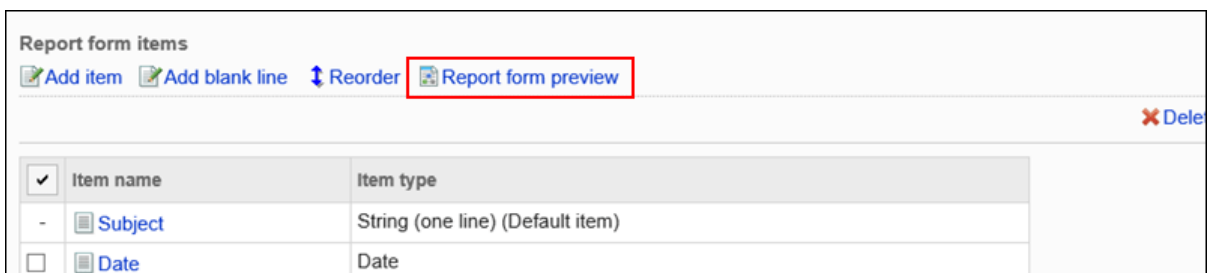 Report form items
Add item Add blank line Reorder Report form preview
Delet
Item name Item type
- Subject String (one line) (Default item)
Date Date